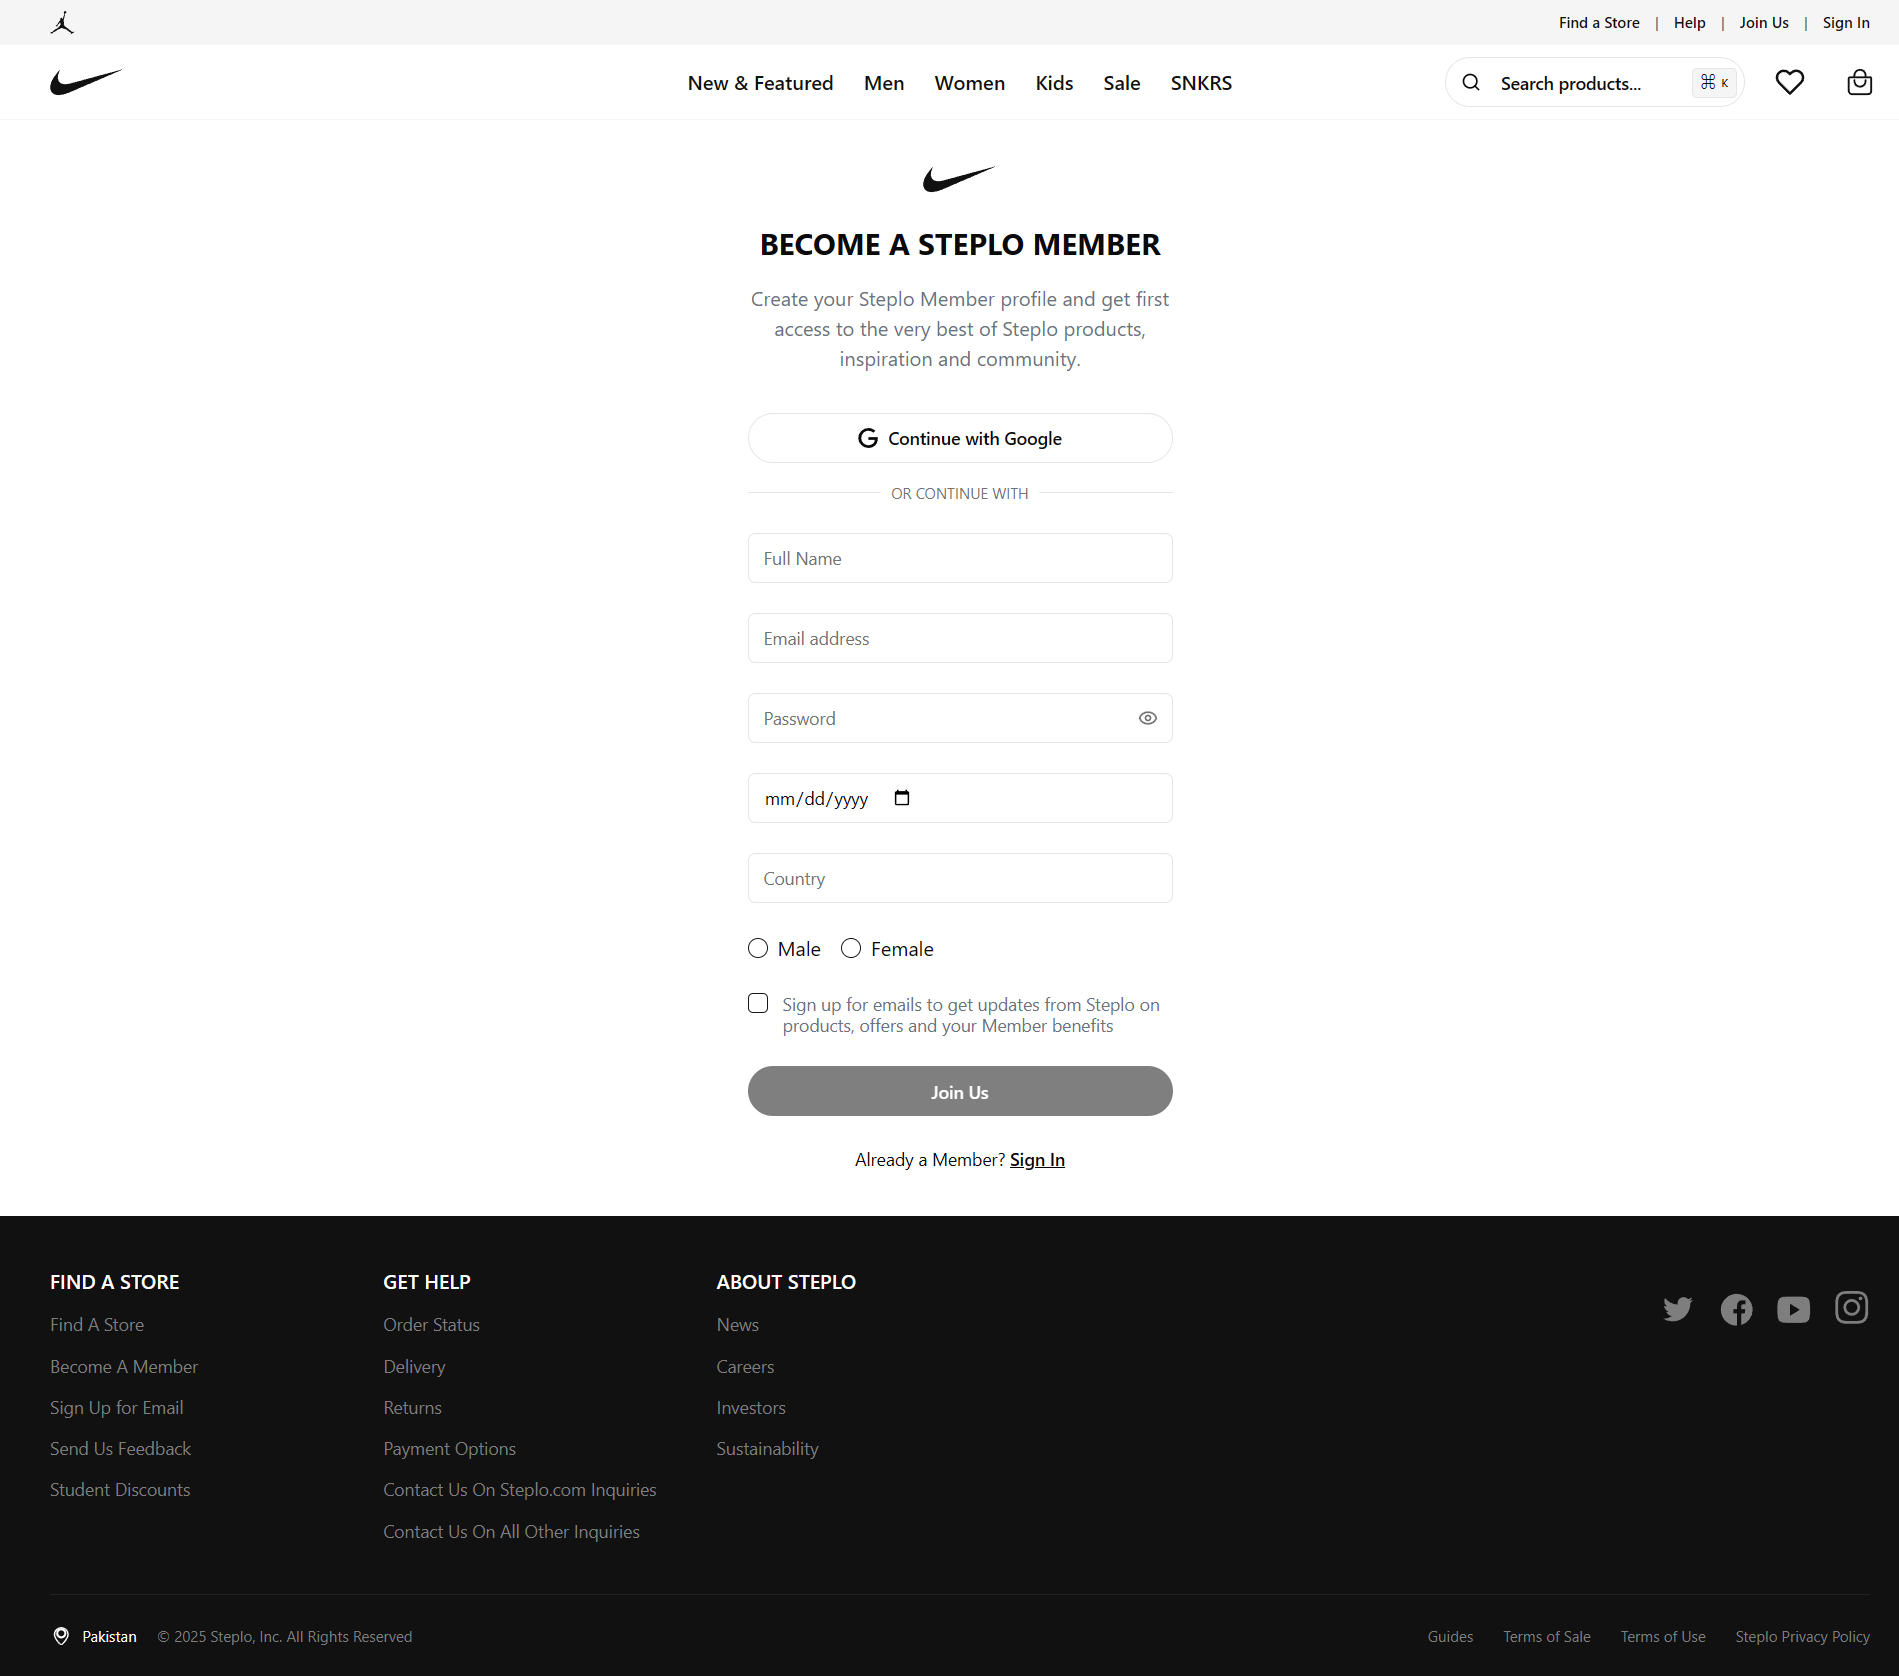 Find a Store | Help | Join Us | Sign In
New & Featured Men Women Kids Sale SNKRS
Search products... ⌘ K
BECOME A STEPLO MEMBER
Create your Steplo Member profile and get first
access to the very best of Steplo products,
inspiration and community.
Continue with Google
OR CONTINUE WITH
Full Name
Email address
Password
mm/dd/yyyy
Country
Male Female
Sign up for emails to get updates from Steplo on
products, offers and your Member benefits
Join Us
Already a Member? Sign In
FIND A STORE
Find A Store
Become A Member
Sign Up for Email
Send Us Feedback
Student Discounts
GET HELP
Order Status
Delivery
Returns
Payment Options
Contact Us On Steplo.com Inquiries
Contact Us On All Other Inquiries
ABOUT STEPLO
News
Careers
Investors
Sustainability
Pakistan © 2025 Steplo, Inc. All Rights Reserved
Guides Terms of Sale Terms of Use Steplo Privacy Policy